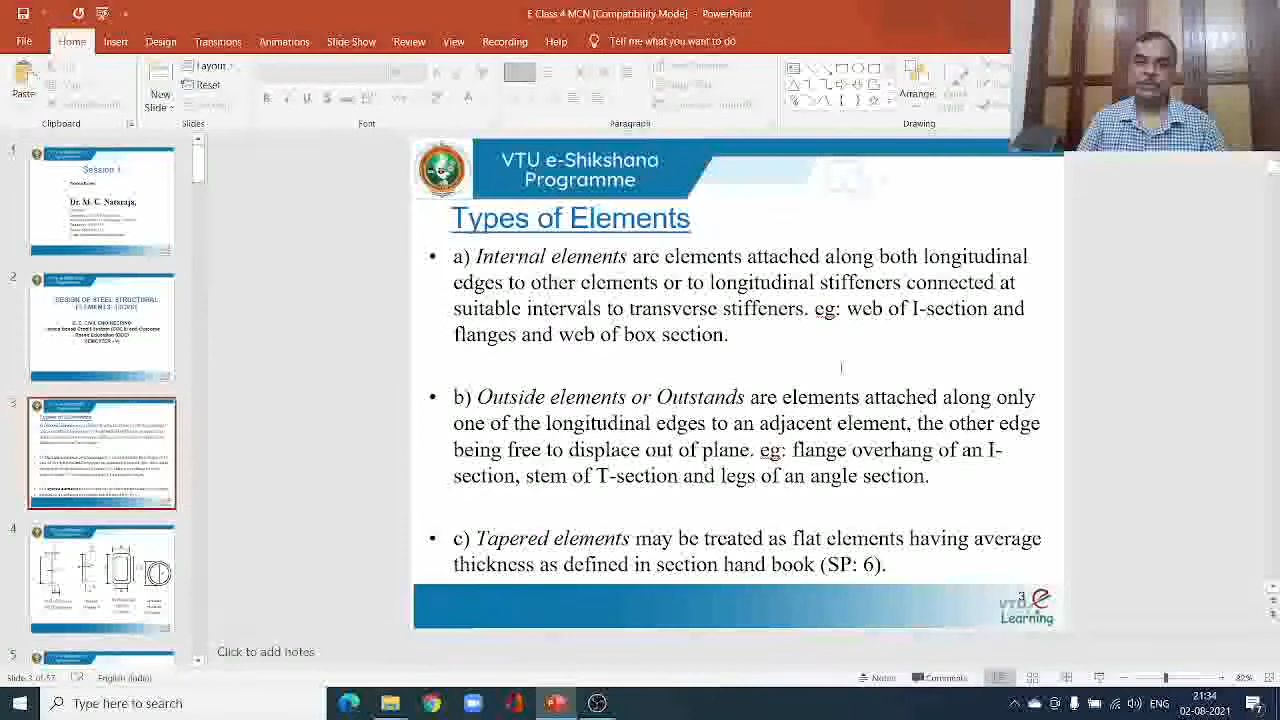 E Class - PowerPoint
File Home Insert Design Transitions Animations Slide Show Review View Recording Help Tell me what you want to do
Layout
Reset
New
Slide
Arrange
Clipboard Slides Font Paragraph Drawing
Session 1
Dr. M. C. Nataraja,
2
DESIGN OF STEEL STRUCTURAL
B. E. CIVIL ENGINEERING
Types of Elements
VTU e-Shikshana
Programme
Types of Elements
• a) Internal elements are elements attached along both longitudinal
edges to other elements or to longitudinal stiffeners connected at
suitable intervals to transverse stiffeners. eg: web of I-section and
flanges and web of box section.
• b) Outside elements or Outstands are elements attached along only
one of the longitudinal edges to an adjacent element, the other edge
being free to displace out of plane eg: flange overhang of an I-
section, stem of T-section and legs of an angle section.
• c) Tapered elements may be treated as flat elements having average
thickness as defined in section hand book (SP: 6).
3
Learning
Click to add notes
English (India)
Notes Comments
Type here to search
ENG
21:34
02-08-2021